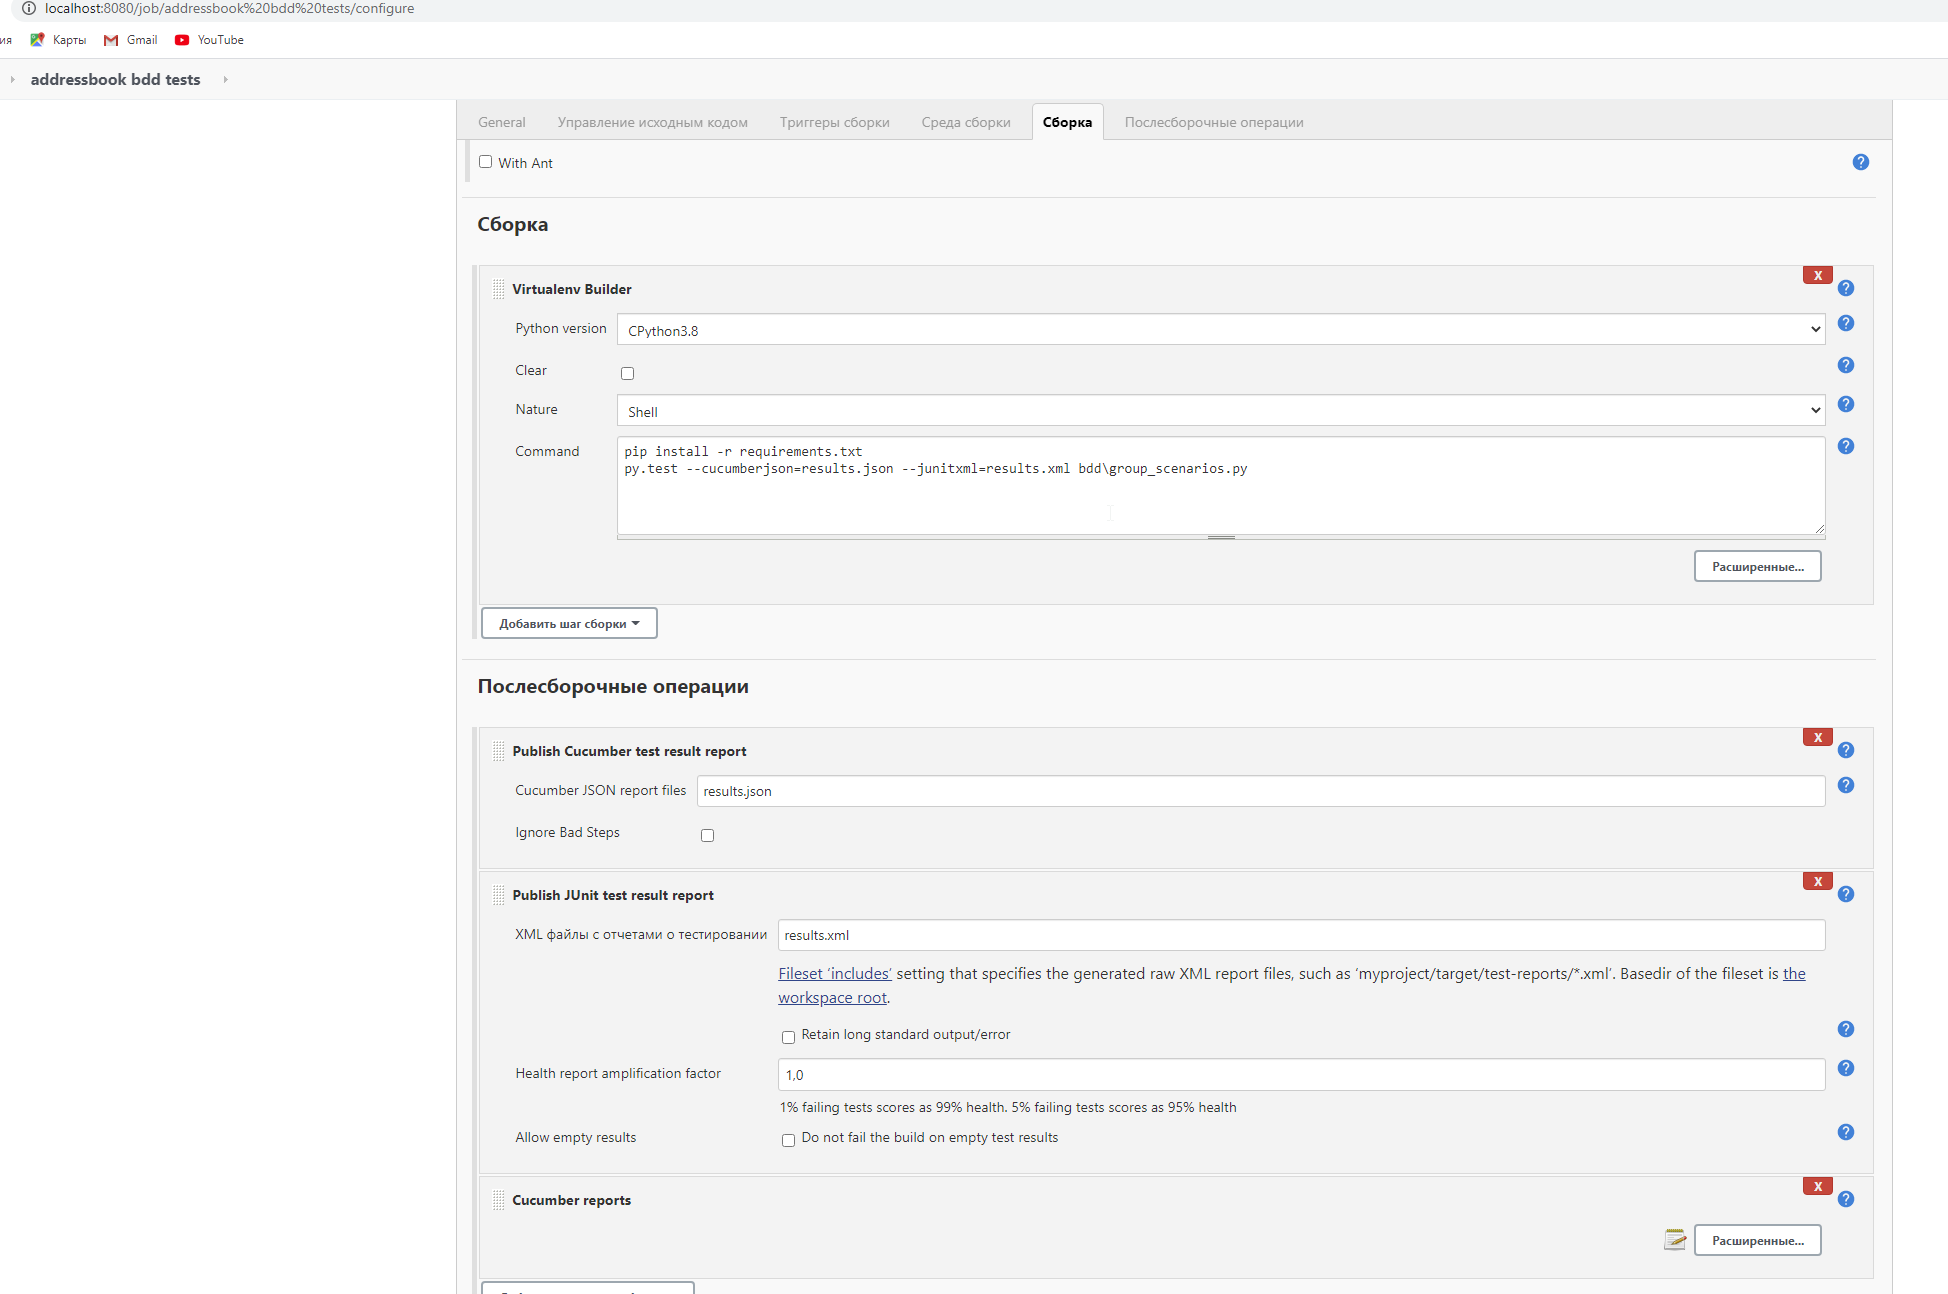 localhost:8080/job/addressbook%20bdd%20tests/configure
ия Карты Gmail YouTube
addressbook bdd tests
General Управление исходным кодом Триггеры сборки Среда сборки Сборка Послесборочные операции
With Ant
Сборка
X
Virtualenv Builder
Python version CPython3.8
Clear
Nature Shell
Command pip install -r requirements.txt
py.test --cucumberjson=results.json --junitxml=results.xml bdd\group_scenarios.py
Расширенные...
Добавить шаг сборки
Послесборочные операции
X
Publish Cucumber test result report
Cucumber JSON report files results.json
Ignore Bad Steps
X
Publish JUnit test result report
XML файлы с отчетами о тестировании results.xml
Fileset ‘includes’ setting that specifies the generated raw XML report files, such as ‘myproject/target/test-reports/*.xml’. Basedir of the fileset is the
workspace root.
Retain long standard output/error
Health report amplification factor 1,0
1% failing tests scores as 99% health. 5% failing tests scores as 95% health
Allow empty results Do not fail the build on empty test results
X
Cucumber reports
Расширенные...